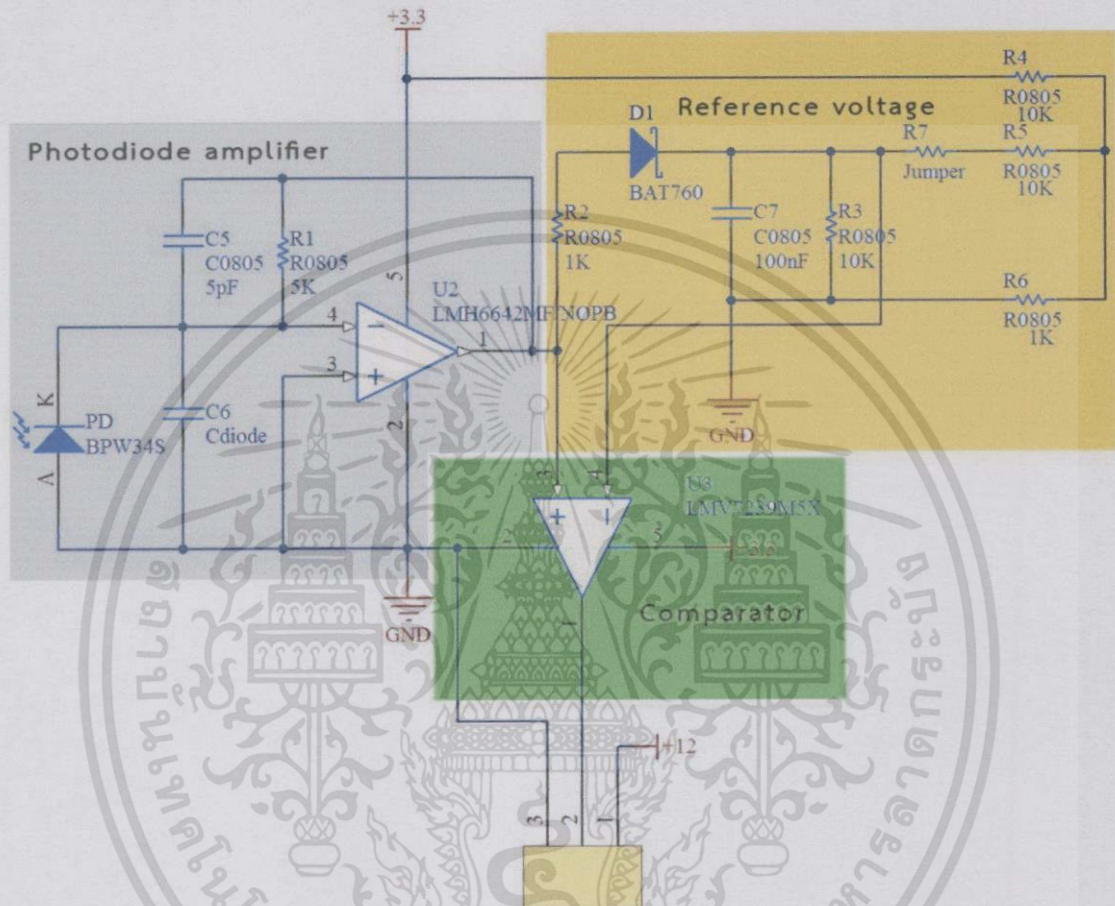 +3.3
Photodiode amplifier
Reference voltage
R4
R0805
10K
D1
BAT760
R7
Jumper
R5
R0805
10K
C5
C0805
5pF
R1
R0805
5K
R2
R0805
1K
C7
C0805
100nF
R3
R0805
10K
5
U2
LMH6642MF/NOPB
4
3
1
2
R6
R0805
1K
K
PD
BPW34S
A
C6
Cdiode
GND
GND
3
4
U3
LMV7239M5X
2
5
1
Comparator
+12
3
2
1